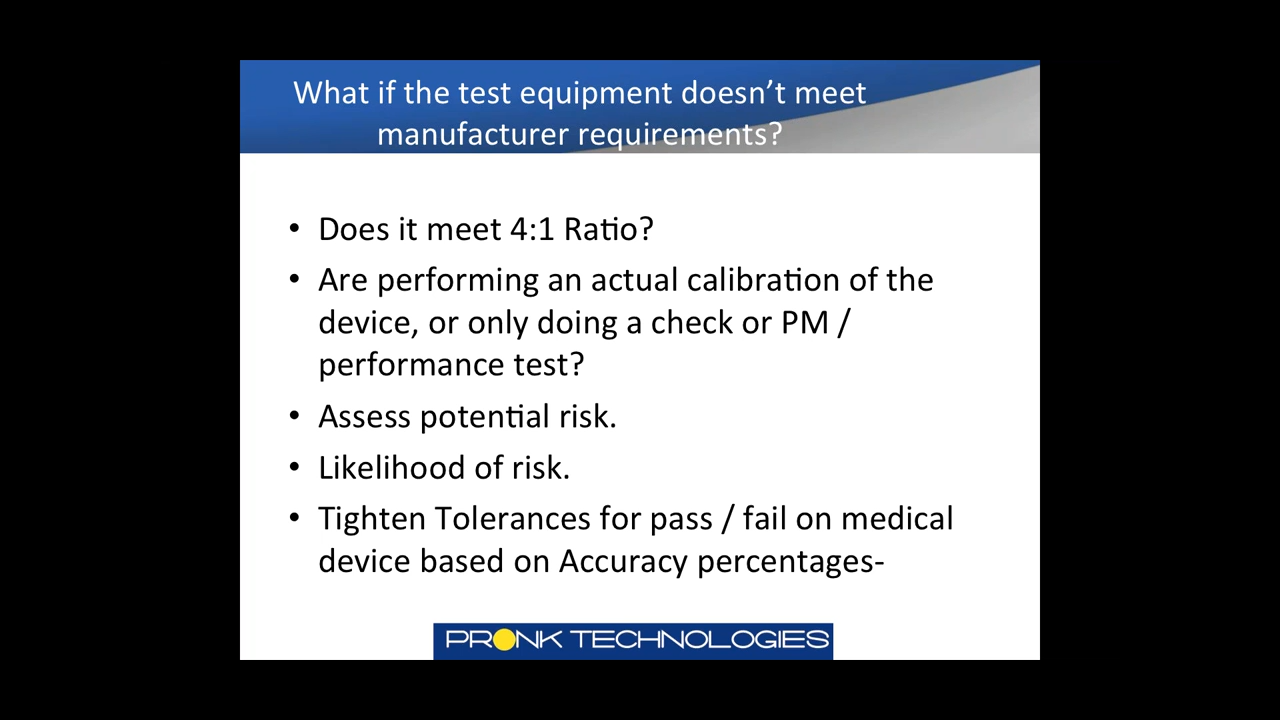 What if the test equipment doesn’t meet
manufacturer requirements?
• Does it meet 4:1 Ratio?
• Are performing an actual calibration of the
device, or only doing a check or PM /
performance test?
• Assess potential risk.
• Likelihood of risk.
• Tighten Tolerances for pass / fail on medical
device based on Accuracy percentages-
PRONK TECHNOLOGIES